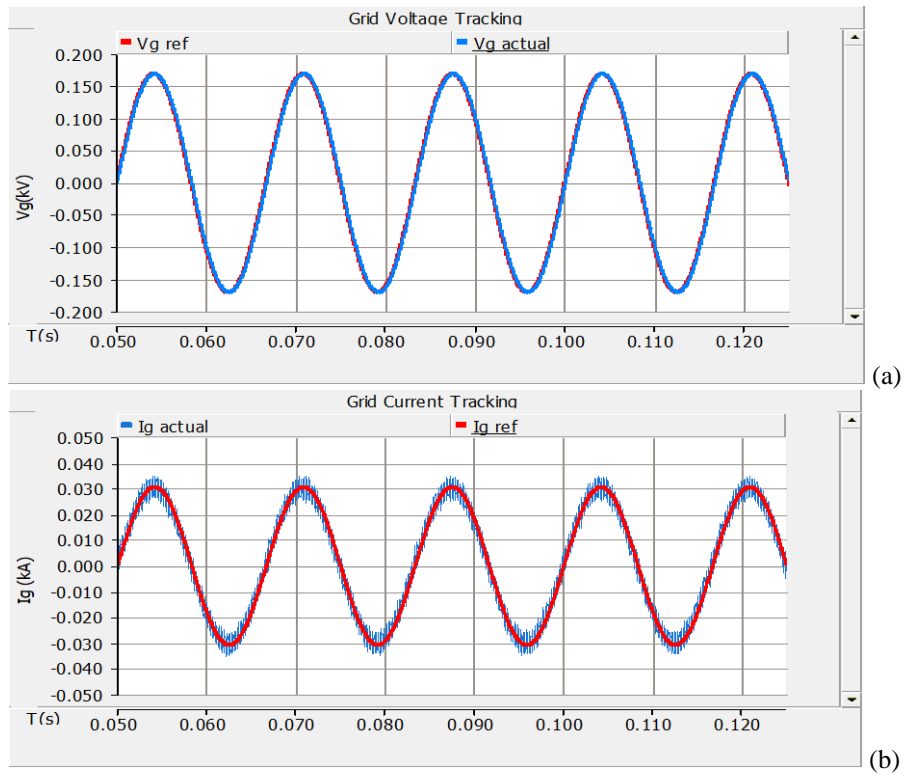 Grid Voltage Tracking
Vg ref Vg actual
0.200
0.150
0.100
0.050
0.000
-0.050
-0.100
-0.150
-0.200
Vg(kV)
T(s) 0.050 0.060 0.070 0.080 0.090 0.100 0.110 0.120
(a)
Grid Current Tracking
Ig actual Ig ref
0.050
0.040
0.030
0.020
0.010
0.000
-0.010
-0.020
-0.030
-0.040
-0.050
Ig (kA)
T(s) 0.050 0.060 0.070 0.080 0.090 0.100 0.110 0.120
(b)